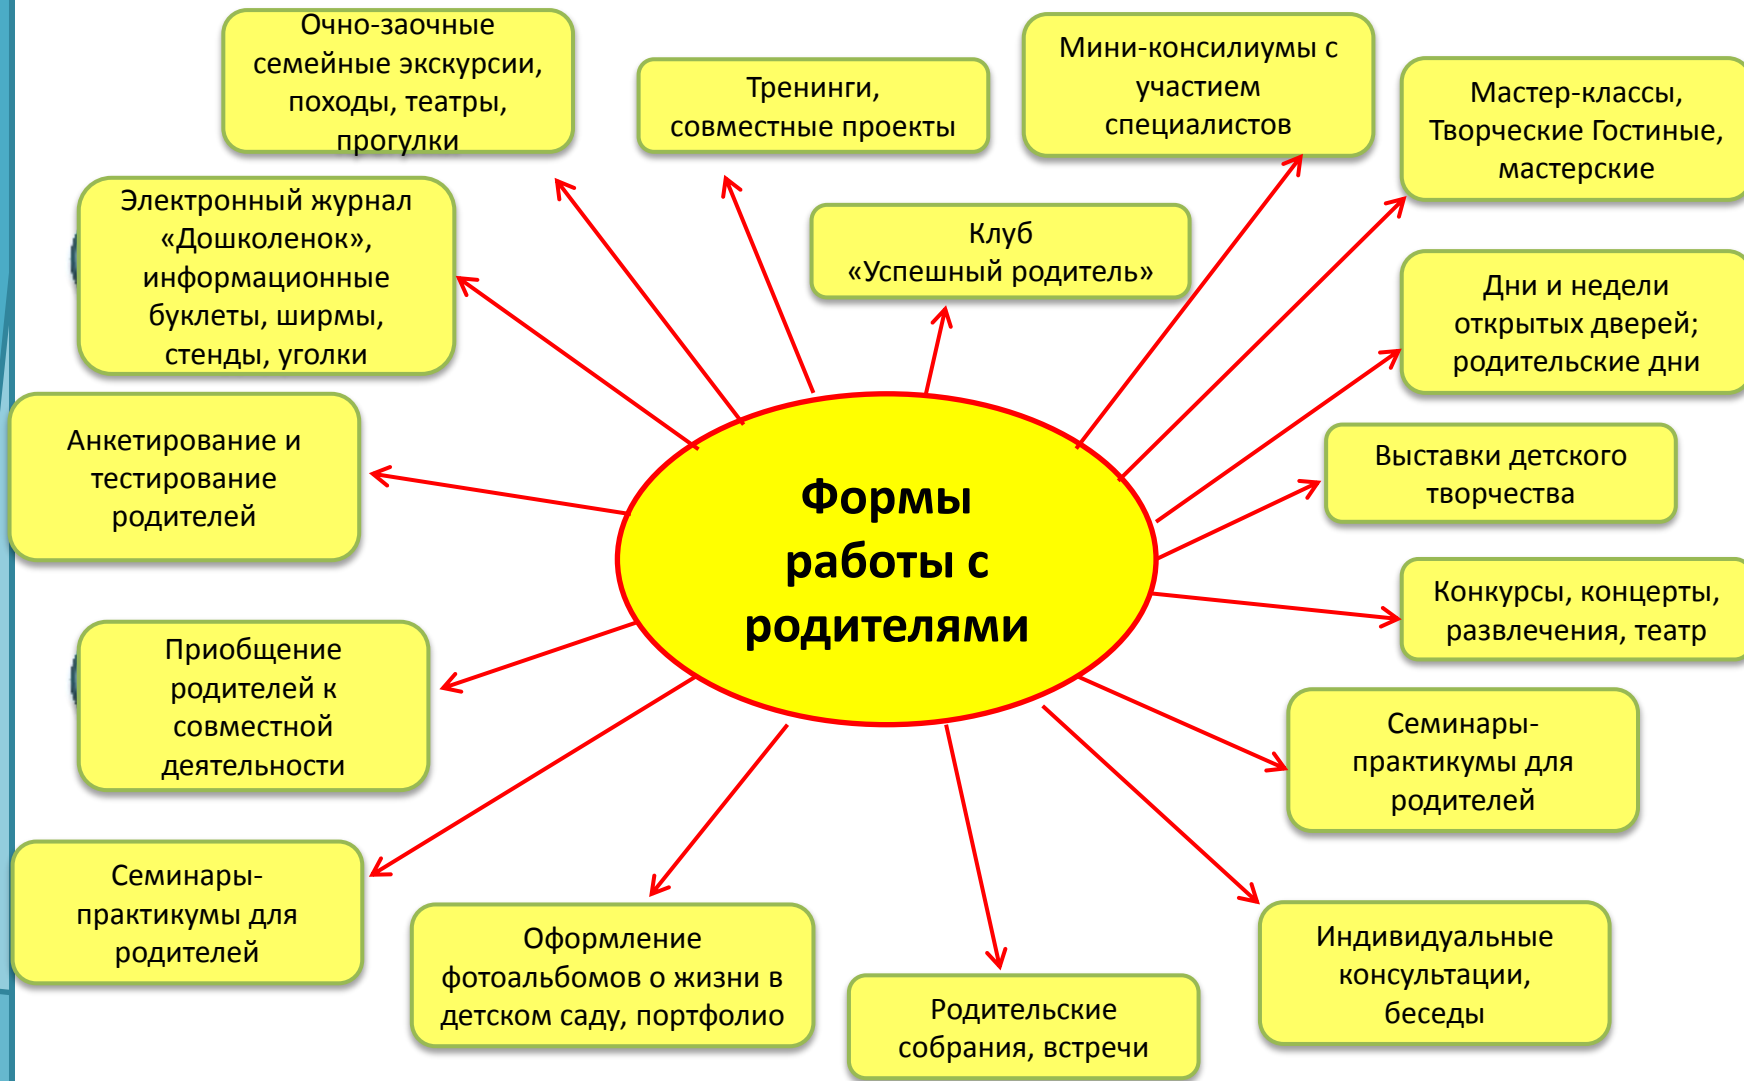 Очно-заочные
семейные экскурсии,
походы, театры,
прогулки
Тренинги,
совместные проекты
Мини-консилиумы с
участием
специалистов
Мастер-классы,
Творческие Гостиные,
мастерские
Электронный журнал
«Дошколенок»,
информационные
буклеты, ширмы,
стенды, уголки
Клуб
«Успешный родитель»
Дни и недели
открытых дверей;
родительские дни
Анкетирование и
тестирование
родителей
Выставки детского
творчества
Формы
работы с
родителями
Конкурсы, концерты,
развлечения, театр
Приобщение
родителей к
совместной
деятельности
Семинары-
практикумы для
родителей
Семинары-
практикумы для
родителей
Оформление
фотоальбомов о жизни в
детском саду, портфолио
Родительские
собрания, встречи
Индивидуальные
консультации,
беседы